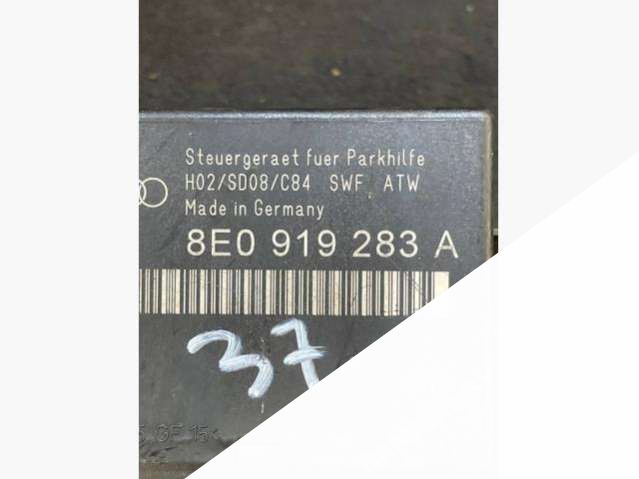 Steuergeraet fuer Parkhilfe
H02/SD08/C84 SWF ATW
Made in Germany
8E0 919 283 A
37